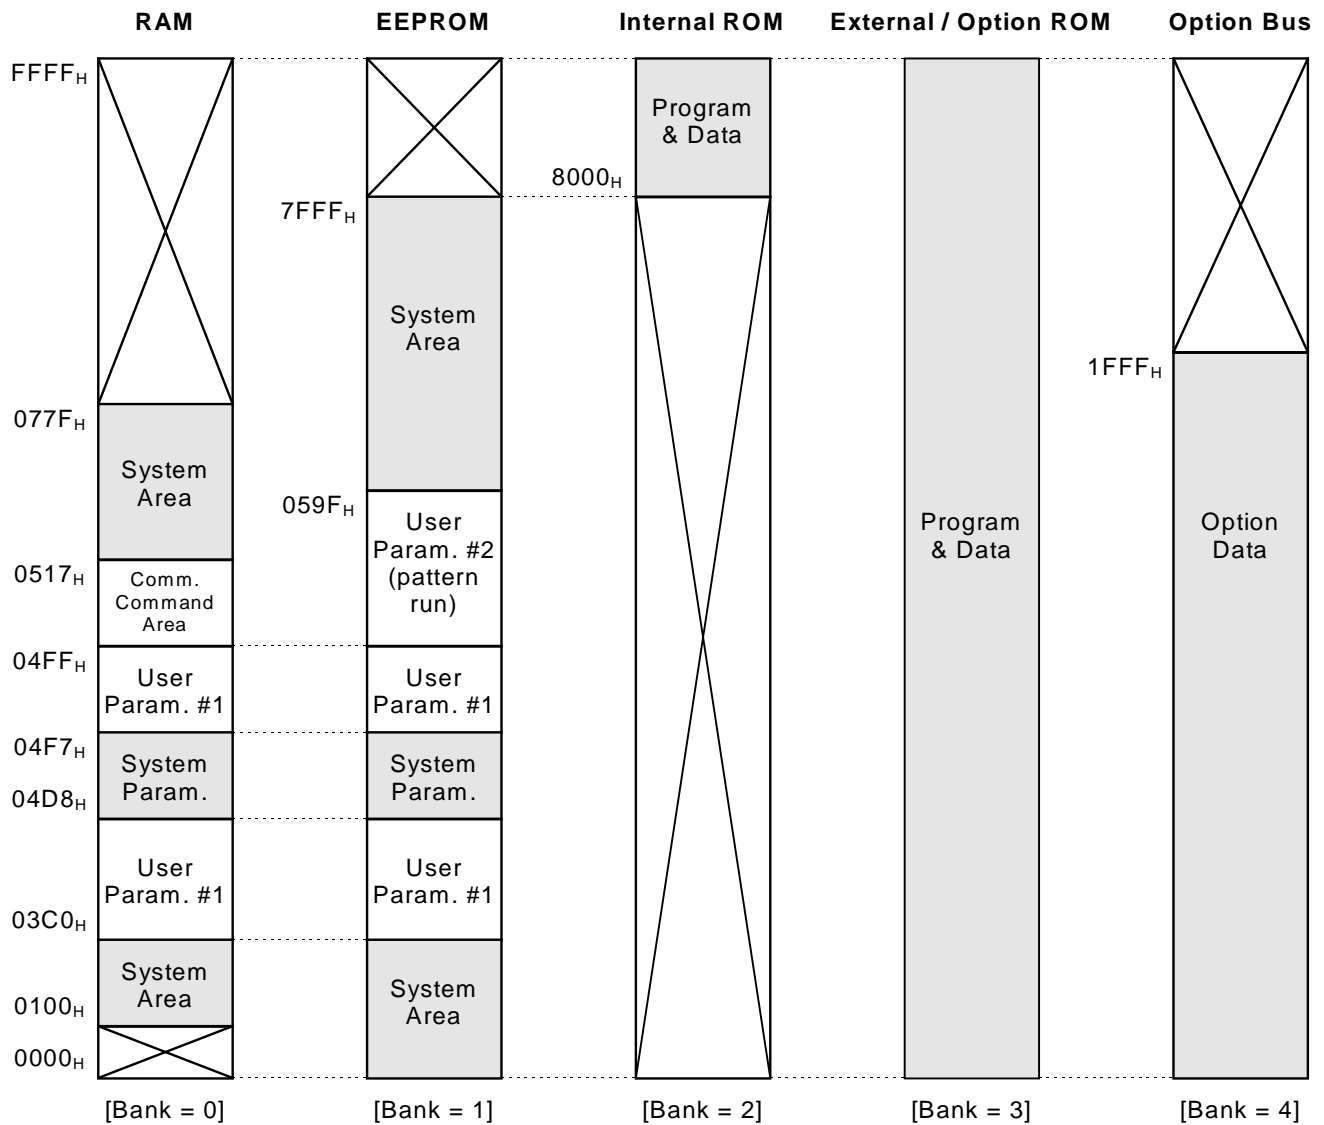 RAM EEPROM Internal ROM External / Option ROM Option Bus
FFFFH
077FH
0517H
04FFH
04F7H
04D8H
03C0H
0100H
0000H
System
Area
Comm.
Command
Area
User
Param. #1
System
Param.
User
Param. #1
System
Area
[Bank = 0]
7FFFH
059FH
System
Area
User
Param. #2
(pattern
run)
User
Param. #1
System
Param.
User
Param. #1
System
Area
[Bank = 1]
8000H
Program
& Data
[Bank = 2]
Program
& Data
[Bank = 3]
1FFFH
Option
Data
[Bank = 4]